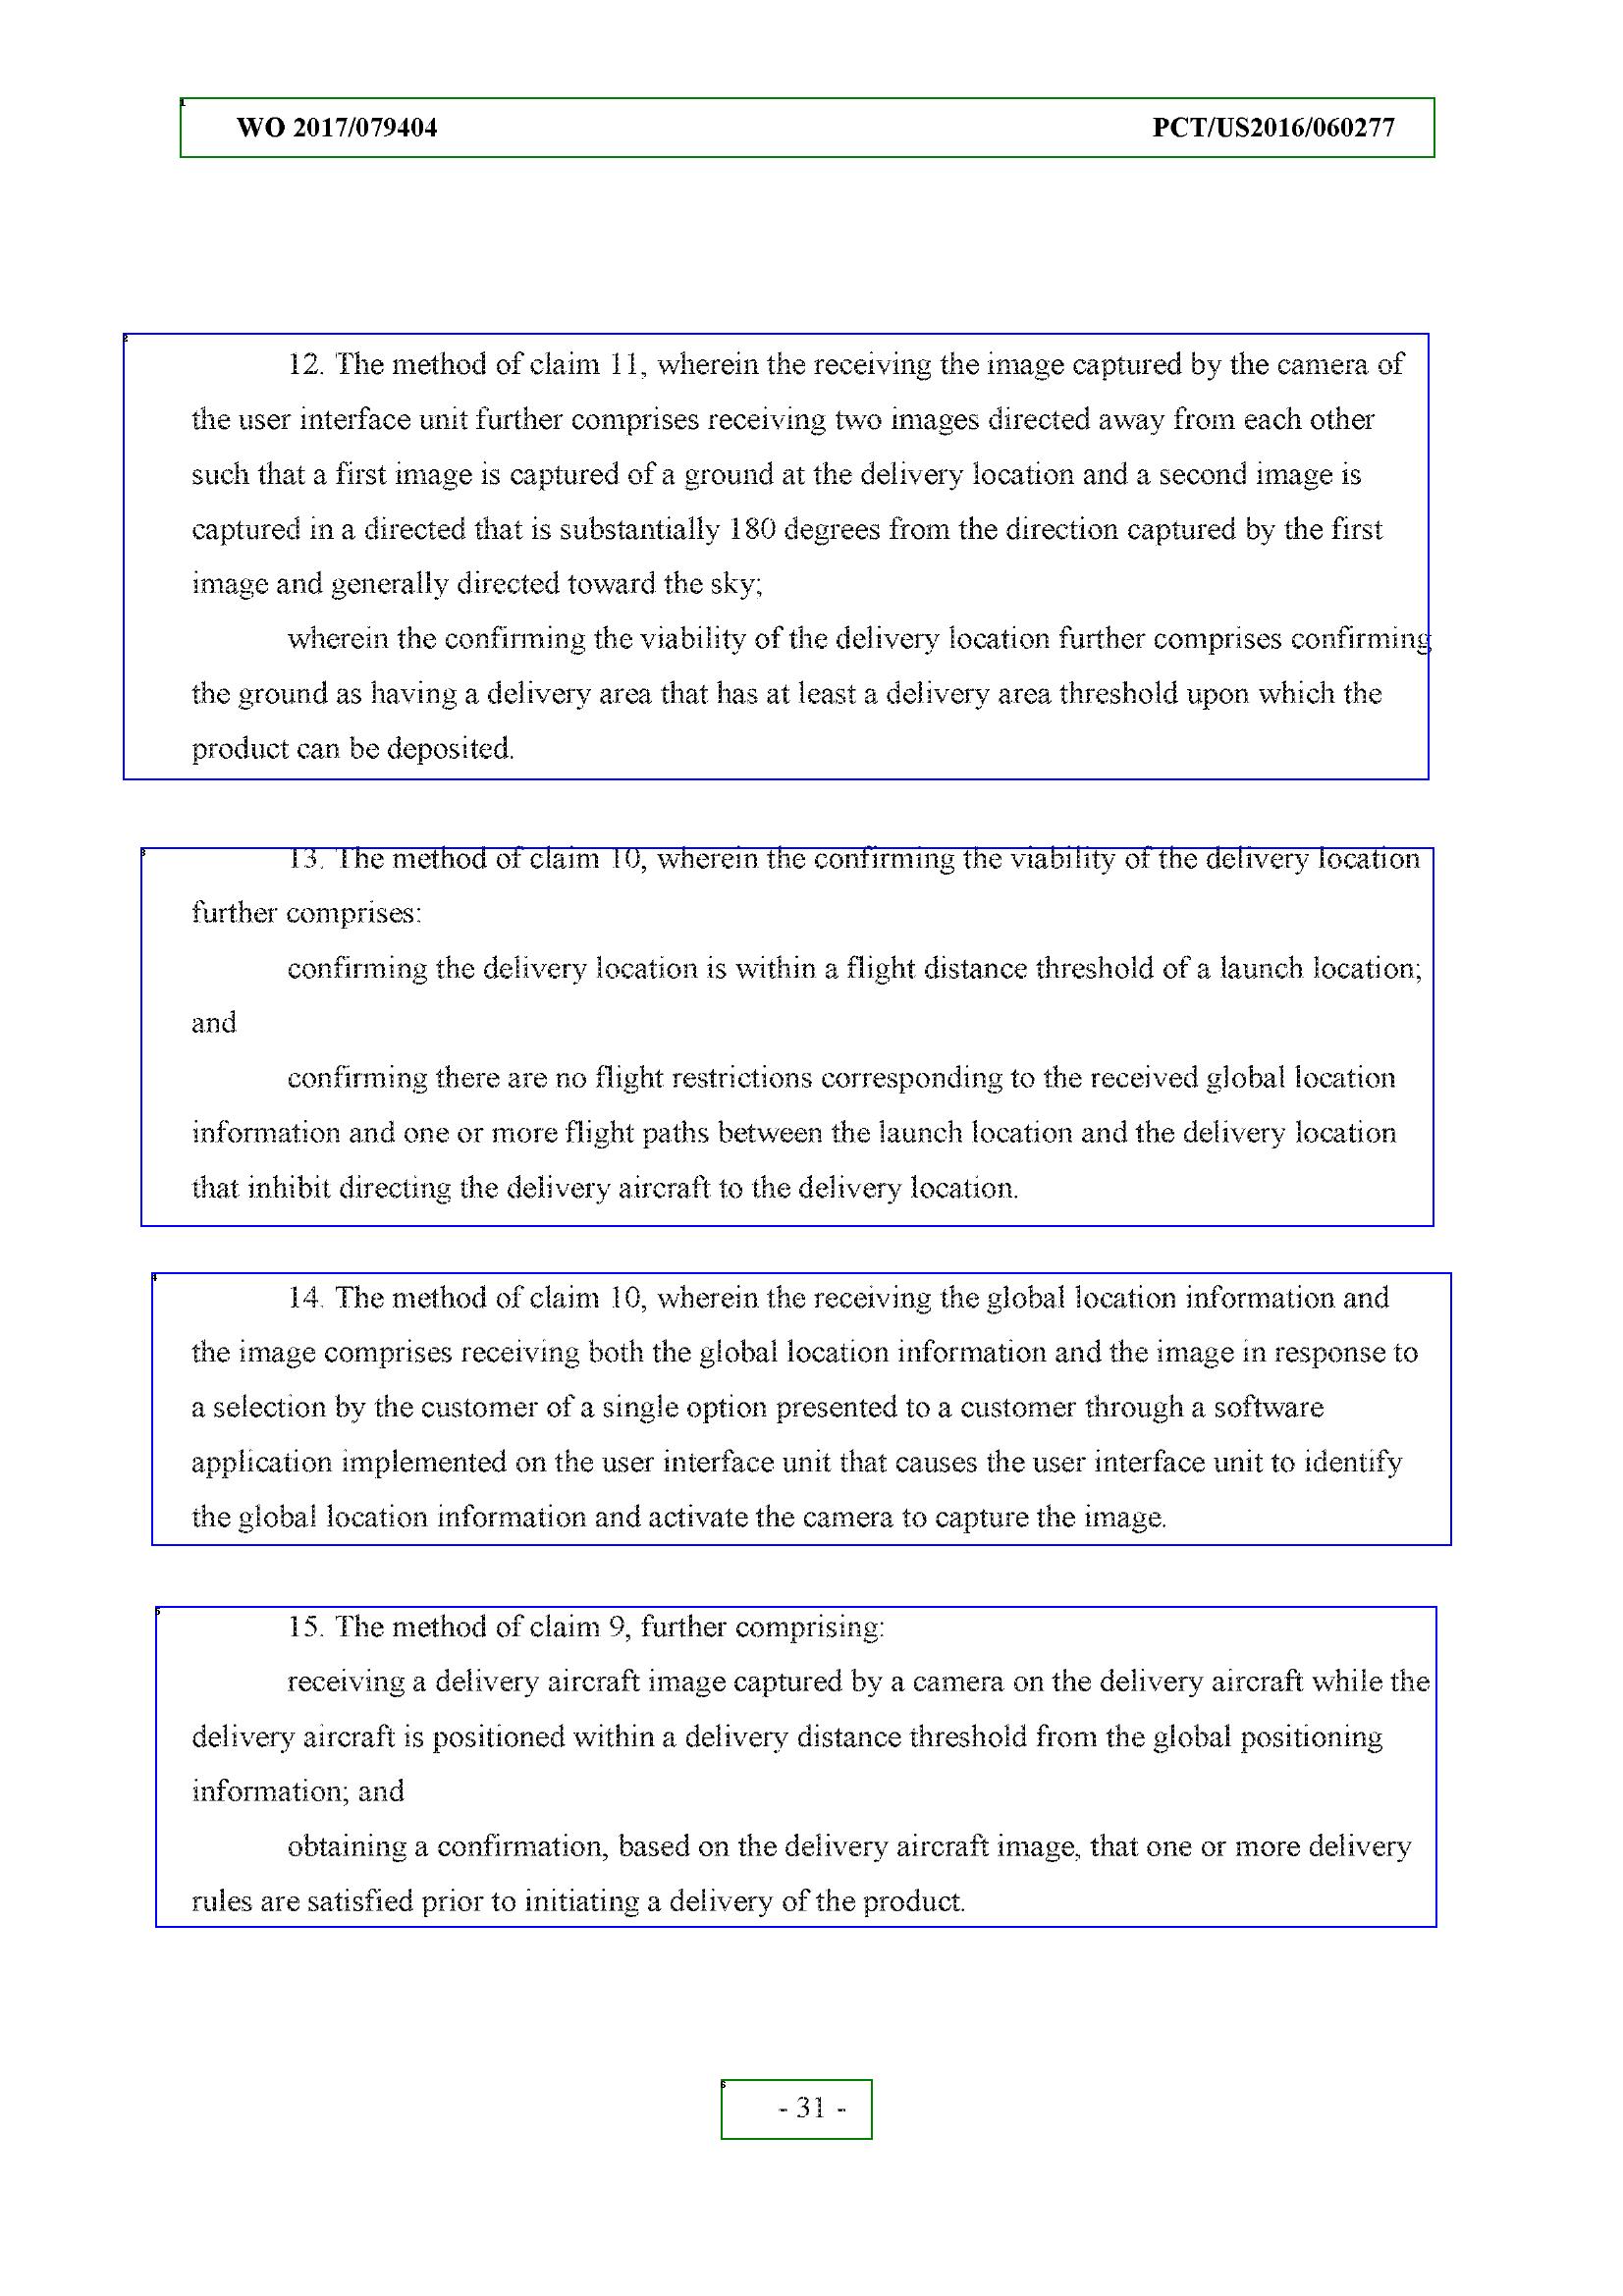 WO 2017/079404 PCT/US2016/060277
12. The method of claim 11, wherein the receiving the image captured by the camera of
the user interface unit further comprises receiving two images directed away from each other
such that a first image is captured of a ground at the delivery location and a second image is
captured in a directed that is substantially 180 degrees from the direction captured by the first
image and generally directed toward the sky;
wherein the confirming the viability of the delivery location further comprises confirming
the ground as having a delivery area that has at least a delivery area threshold upon which the
product can be deposited.
13. The method of claim 10, wherein the confirming the viability of the delivery location
further comprises:
confirming the delivery location is within a flight distance threshold of a launch location;
and
confirming there are no flight restrictions corresponding to the received global location
information and one or more flight paths between the launch location and the delivery location
that inhibit directing the delivery aircraft to the delivery location.
14. The method of claim 10, wherein the receiving the global location information and
the image comprises receiving both the global location information and the image in response to
a selection by the customer of a single option presented to a customer through a software
application implemented on the user interface unit that causes the user interface unit to identify
the global location information and activate the camera to capture the image.
15. The method of claim 9, further comprising:
receiving a delivery aircraft image captured by a camera on the delivery aircraft while the
delivery aircraft is positioned within a delivery distance threshold from the global positioning
information; and
obtaining a confirmation, based on the delivery aircraft image, that one or more delivery
rules are satisfied prior to initiating a delivery of the product.
- 31 -